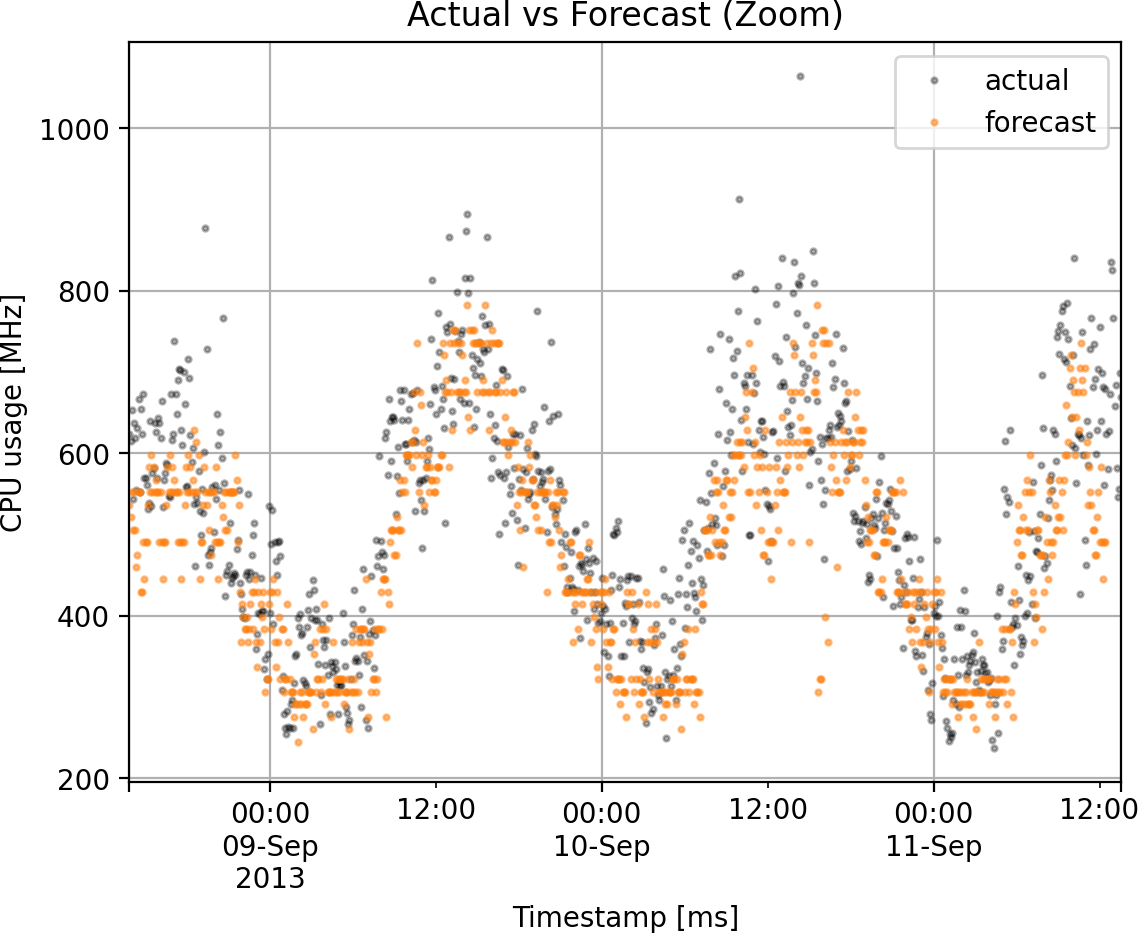 Actual vs Forecast (Zoom)
CPU usage [MHz]
1000
800
600
400
200
actual
forecast
00:00
09-Sep
2013
12:00
00:00
10-Sep
12:00
00:00
11-Sep
12:00
Timestamp [ms]